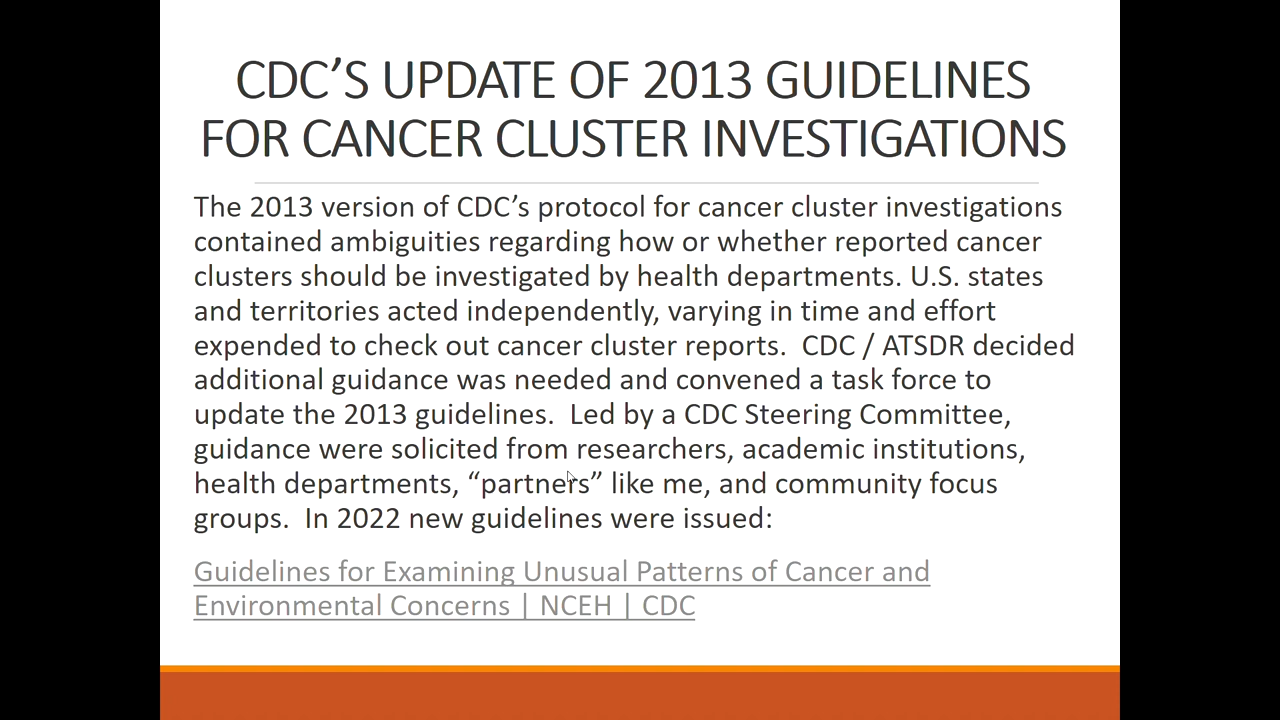 CDC’S UPDATE OF 2013 GUIDELINES
FOR CANCER CLUSTER INVESTIGATIONS
The 2013 version of CDC’s protocol for cancer cluster investigations
contained ambiguities regarding how or whether reported cancer
clusters should be investigated by health departments. U.S. states
and territories acted independently, varying in time and effort
expended to check out cancer cluster reports.  CDC / ATSDR decided
additional guidance was needed and convened a task force to
update the 2013 guidelines.  Led by a CDC Steering Committee,
guidance were solicited from researchers, academic institutions,
health departments, “partners” like me, and community focus
groups.  In 2022 new guidelines were issued:
Guidelines for Examining Unusual Patterns of Cancer and
Environmental Concerns | NCEH | CDC